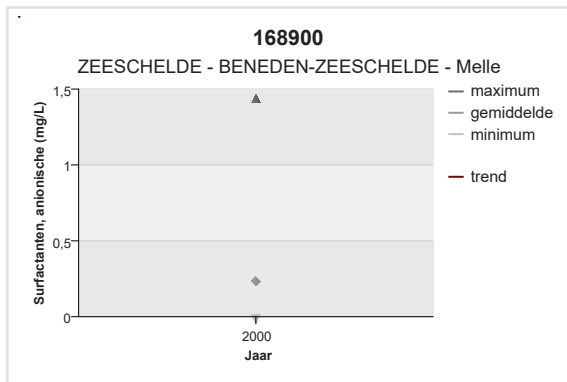 168900
ZEESCHELDE - BENEDEN-ZEESCHELDE - Melle
Surfactanten, anionische (mg/L)
1,5
1
0,5
0
2000
Jaar
maximum
gemiddelde
minimum
trend